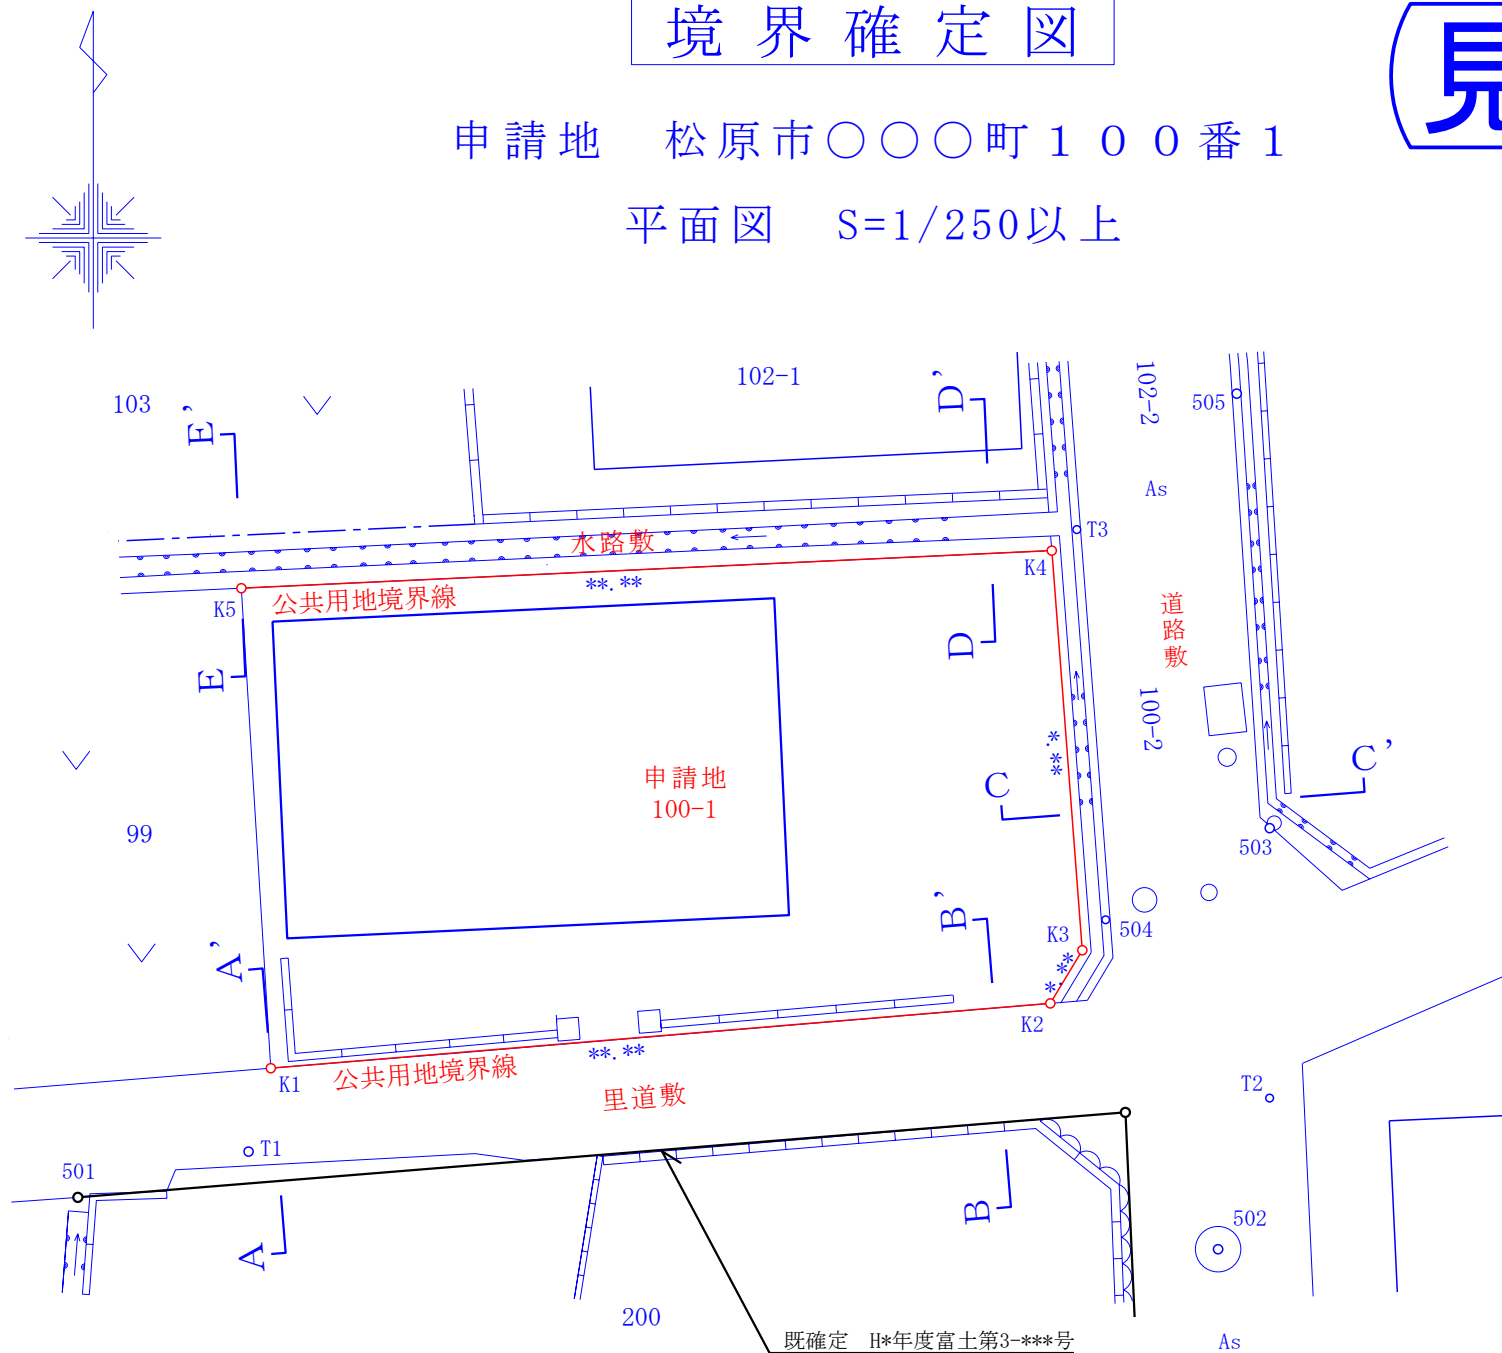 境界確定図
見
申請地　松原市○○○町１００番１
平面図　S=1/250以上
103
E'
102-1
D'
102-2
505
As
水路敷
T3
K4
K5
公共用地境界線
**.**
道路敷
E
D
100-2
*.**
申請地
100-1
C
C'
99
503
A'
B'
K3
504
*.**
K2
K1
公共用地境界線
**.**
里道敷
T2
T1
501
A
B
502
200
既確定　H*年度富土第3-***号
As